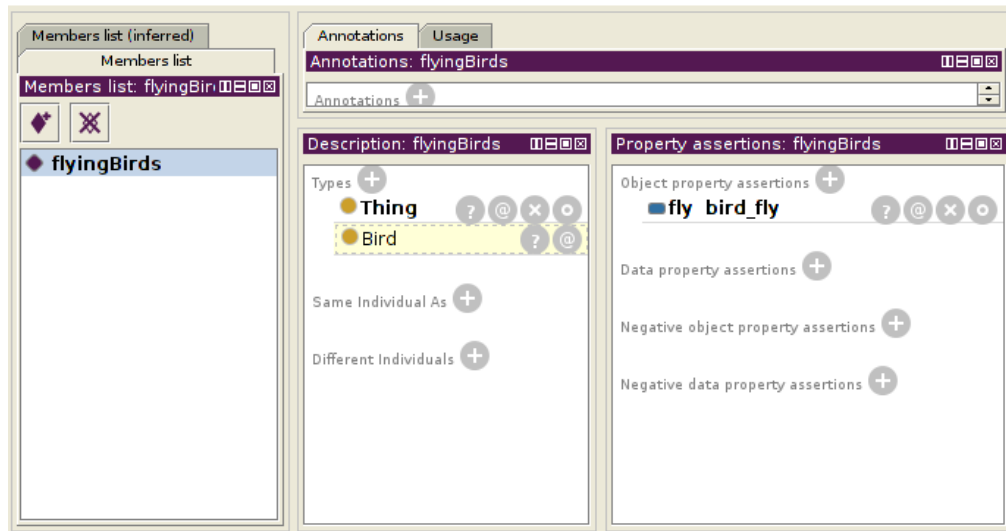 Members list (inferred)
Members list
Members list: flyingBir
flyingBirds
Annotations
Usage
Annotations: flyingBirds
Annotations
Description: flyingBirds
Types
Thing
Bird
Same Individual As
Different Individuals
Property assertions: flyingBirds
Object property assertions
fly bird_fly
Data property assertions
Negative object property assertions
Negative data property assertions